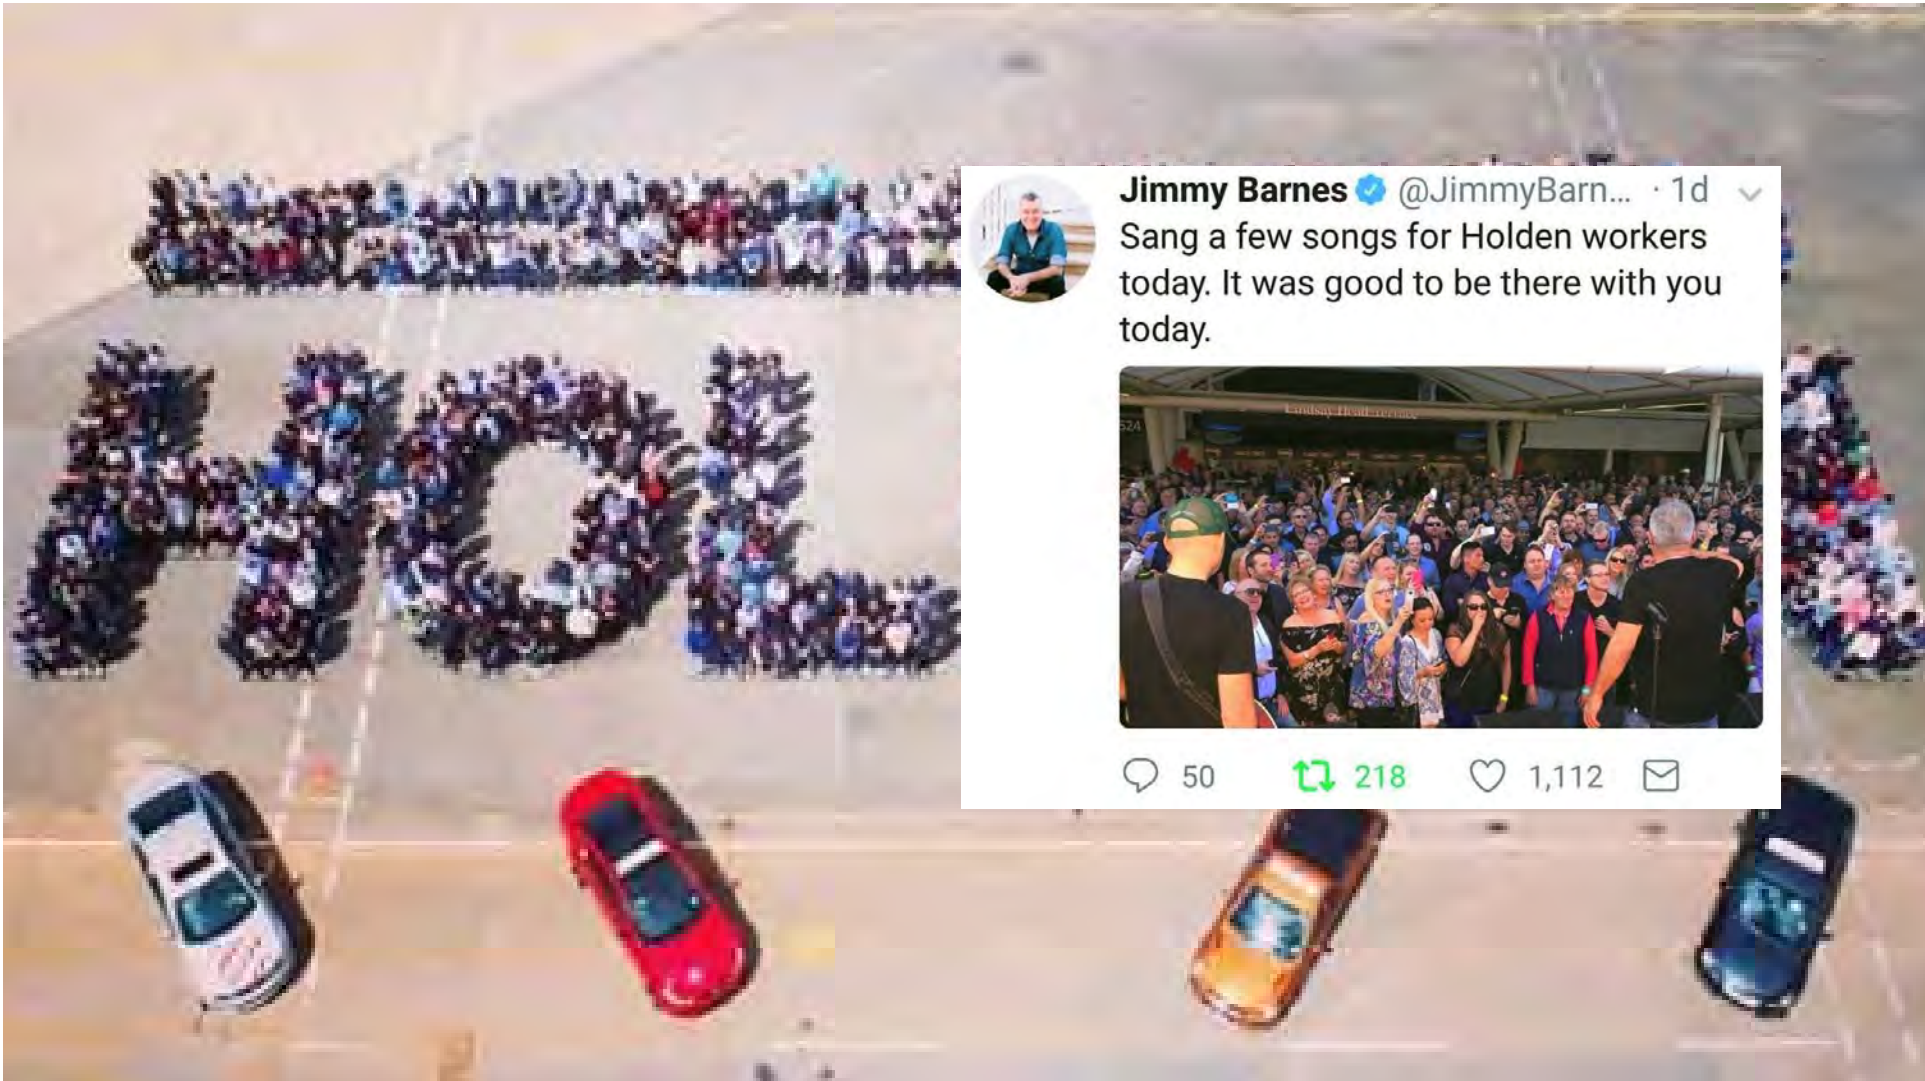 HOL
Jimmy Barnes @JimmyBarn... · 1d
Sang a few songs for Holden workers
today. It was good to be there with you
today.
524
50 218 1,112